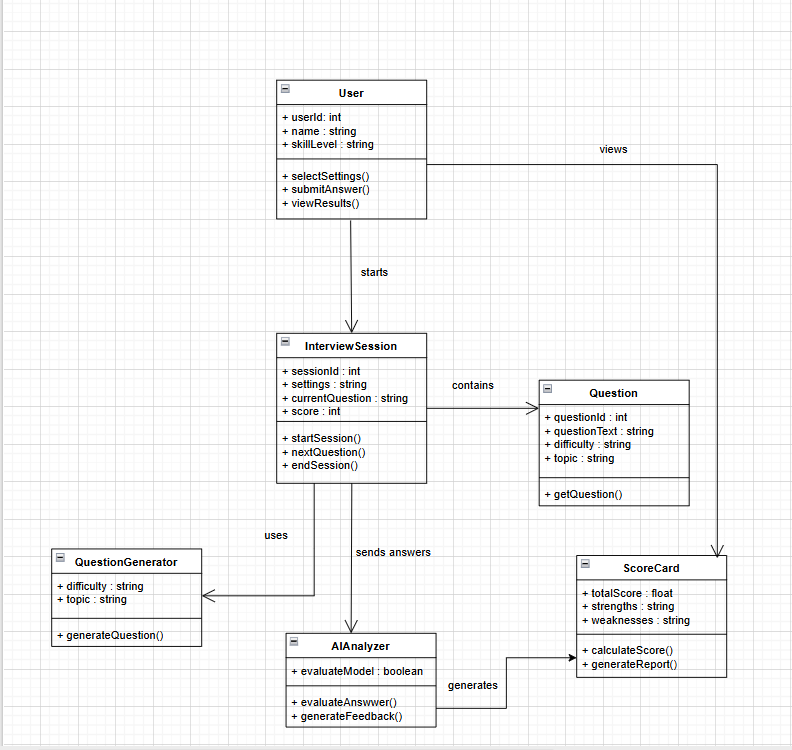 User
+ userId: int
+ name : string
+ skillLevel : string
+ selectSettings()
+ submitAnswer()
+ viewResults()
views
starts
InterviewSession
+ sessionId : int
+ settings : string
+ currentQuestion : string
+ score : int
+ startSession()
+ nextQuestion()
+ endSession()
contains
Question
+ questionId : int
+ questionText : string
+ difficulty : string
+ topic : string
+ getQuestion()
uses
sends answers
QuestionGenerator
+ difficulty : string
+ topic : string
+ generateQuestion()
ScoreCard
+ totalScore : float
+ strengths : string
+ weaknesses : string
+ calculateScore()
+ generateReport()
AIAnalyzer
+ evaluateModel : boolean
+ evaluateAnswwer()
+ generateFeedback()
generates